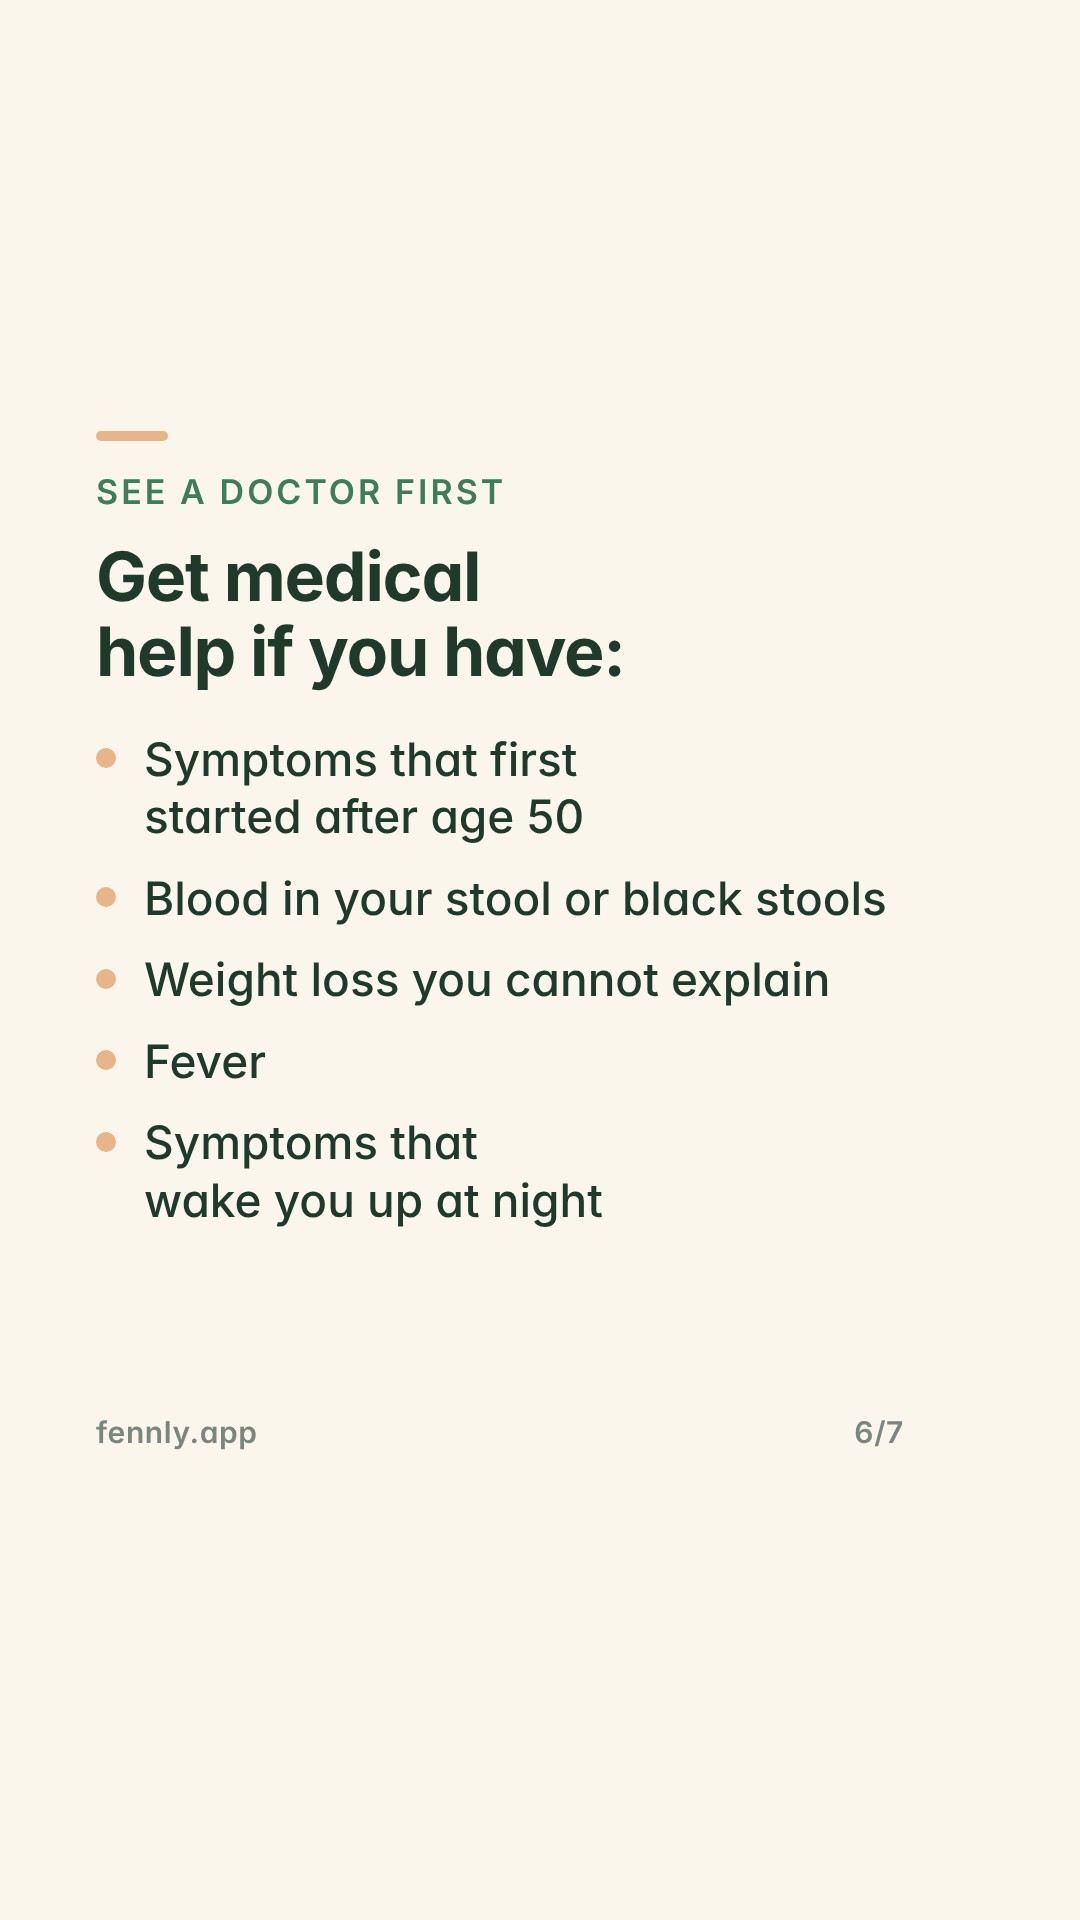 SEE A DOCTOR FIRST
Get medical
help if you have:
Symptoms that first
started after age 50
Blood in your stool or black stools
Weight loss you cannot explain
Fever
Symptoms that
wake you up at night
fennly.app
6/7